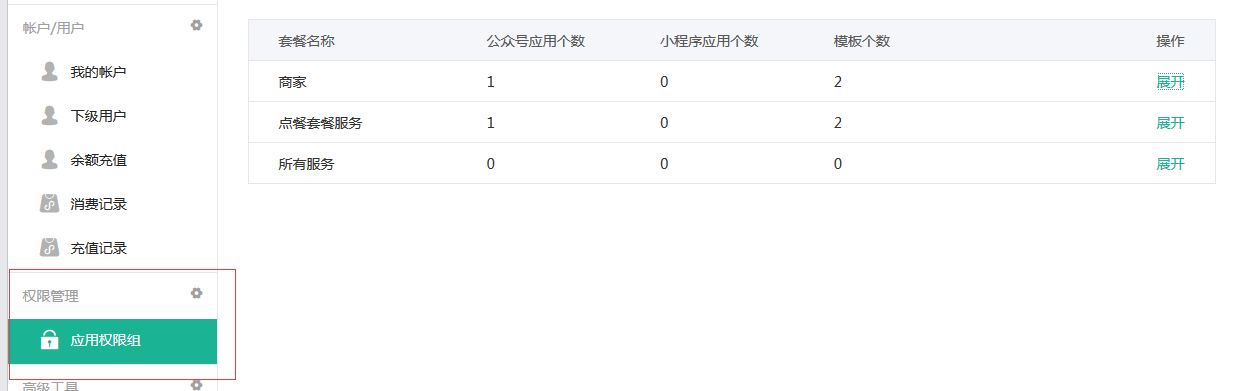 帐户/用户
我的帐户
下级用户
余额充值
消费记录
充值记录
权限管理
应用权限组
高级工具
套餐名称 公众号应用个数 小程序应用个数 模板个数 操作
商家 1 0 2 展开
点餐套餐服务 1 0 2 展开
所有服务 0 0 0 展开